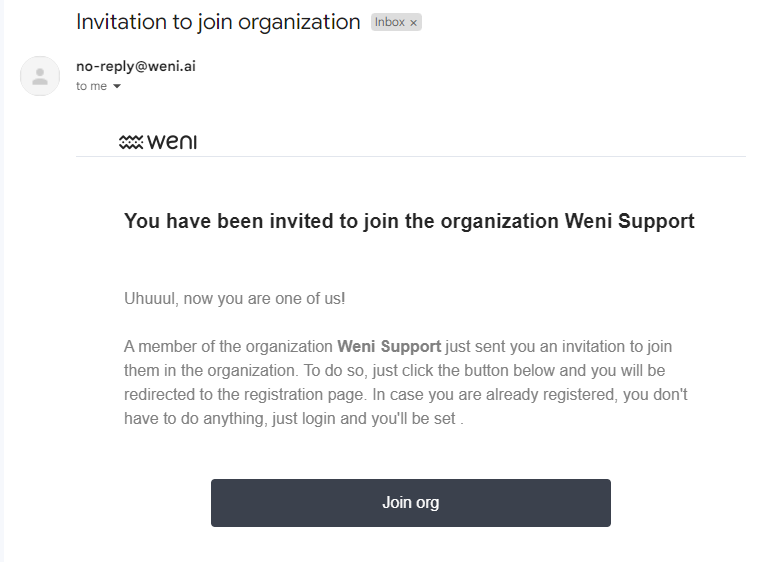 Invitation to join organization Inbox ×
no-reply@weni.ai
to me
weni
You have been invited to join the organization Weni Support
Uhuuul, now you are one of us!
A member of the organization Weni Support just sent you an invitation to join
them in the organization. To do so, just click the button below and you will be
redirected to the registration page. In case you are already registered, you don't
have to do anything, just login and you'll be set .
Join org